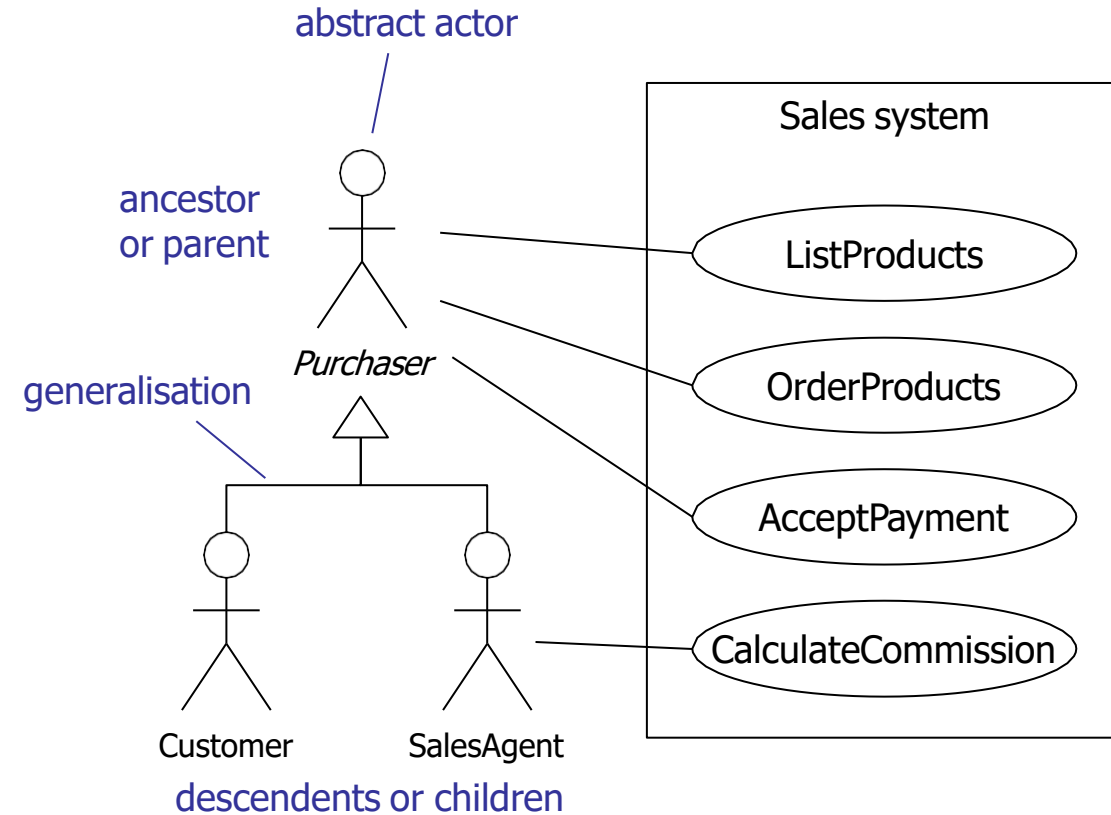 abstract actor
Sales system
ancestor
or parent
ListProducts
Purchaser
generalisation
OrderProducts
AcceptPayment
CalculateCommission
Customer
SalesAgent
descendents or children